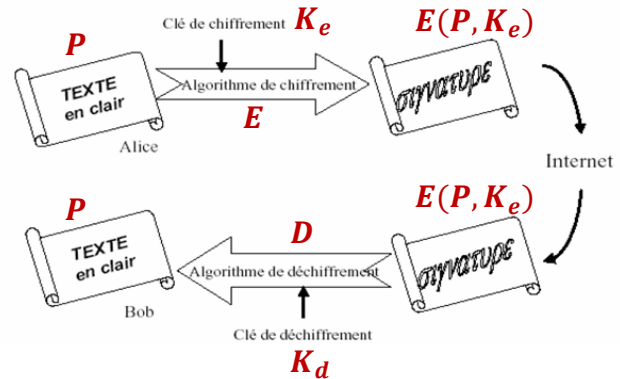 Clé de chiffrement K_e
P
E(P, K_e)
TEXTE
en clair
Algorithme de chiffrement
σιγνατυρε
E
Alice
Internet
P
E(P, K_e)
D
TEXTE
en clair
Algorithme de déchiffrement
σιγνατυρε
Bob
Clé de déchiffrement
K_d